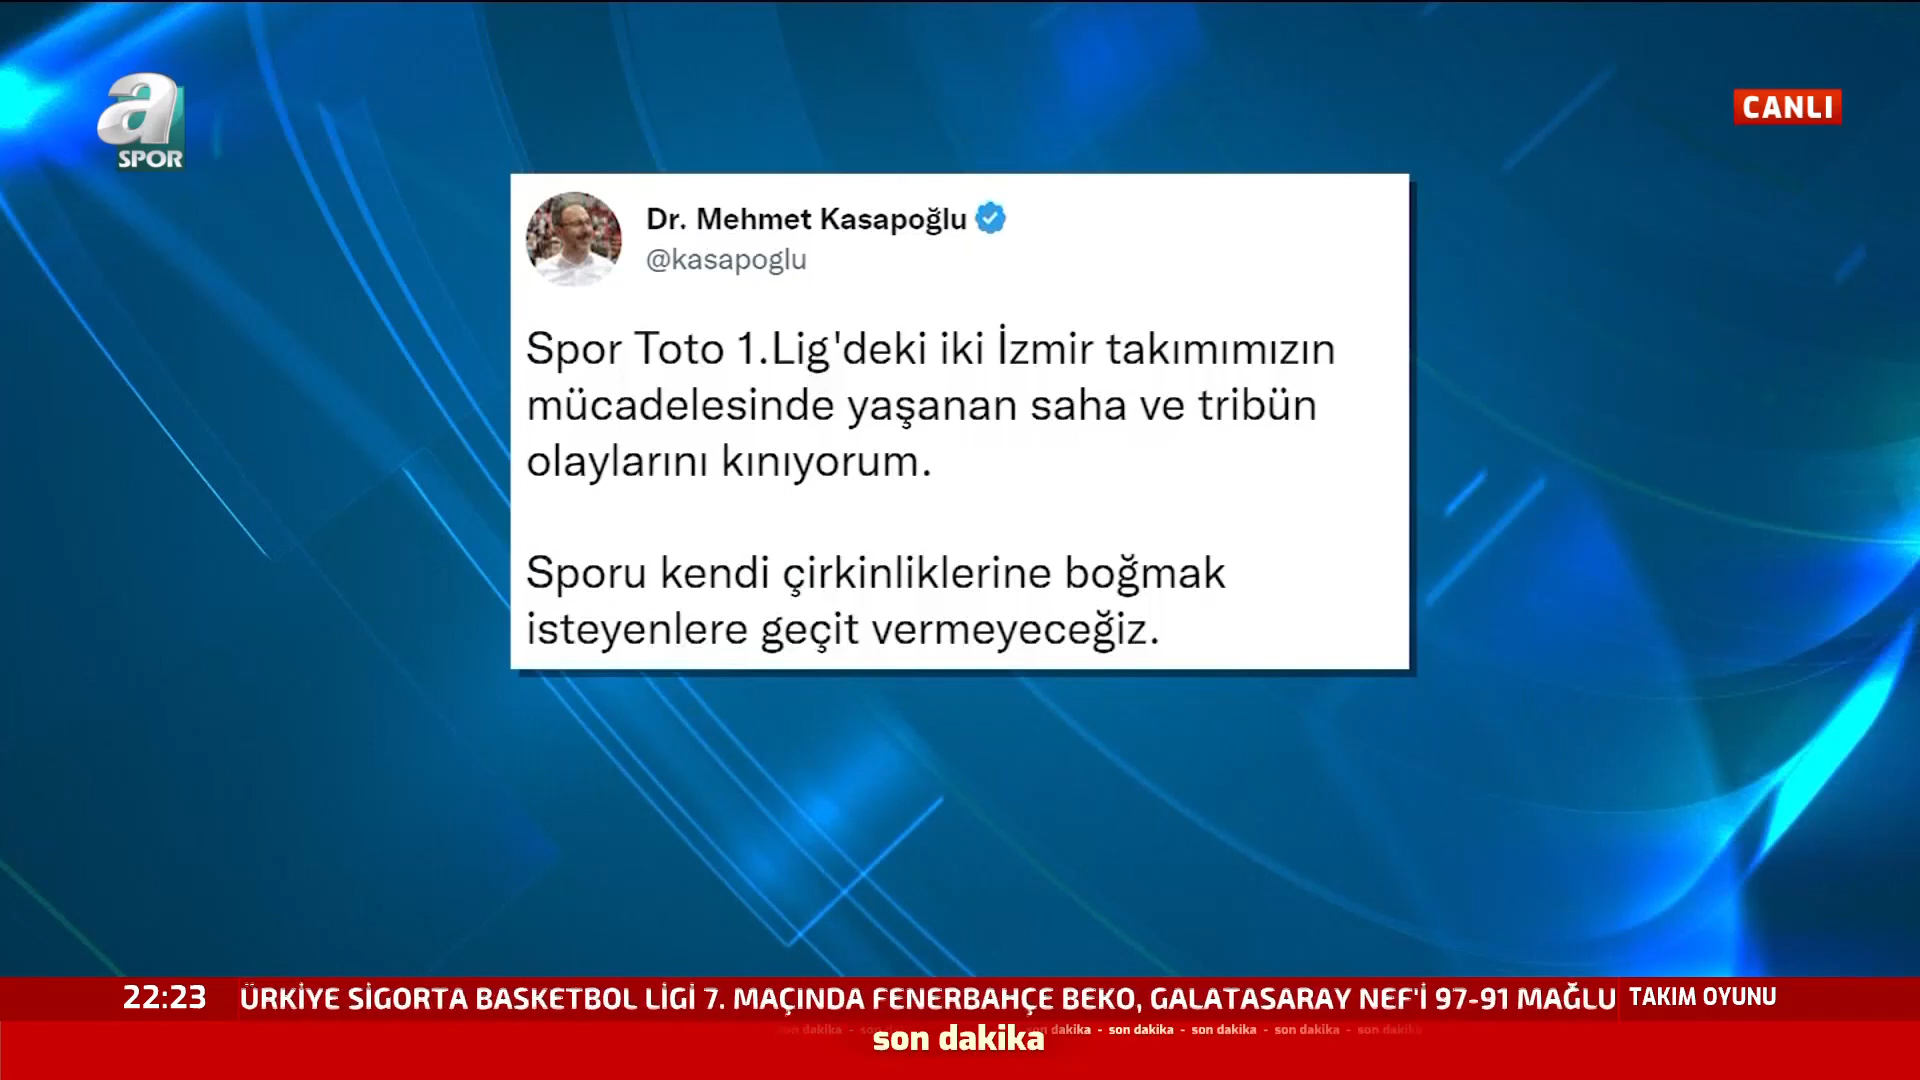 a
SPOR
CANLI
Dr. Mehmet Kasapoğlu
@kasapoglu
Spor Toto 1.Lig'deki iki İzmir takımımızın
mücadelesinde yaşanan saha ve tribün
olaylarını kınıyorum.
Sporu kendi çirkinliklerine boğmak
isteyenlere geçit vermeyeceğiz.
22:23 ÜRKİYE SİGORTA BASKETBOL LİGİ 7. MAÇINDA FENERBAHÇE BEKO, GALATASARAY NEF'İ 97-91 MAĞLU TAKIM OYUNU
son dakika - son dakika - son dakika - son dakika - son dakika
son dakika